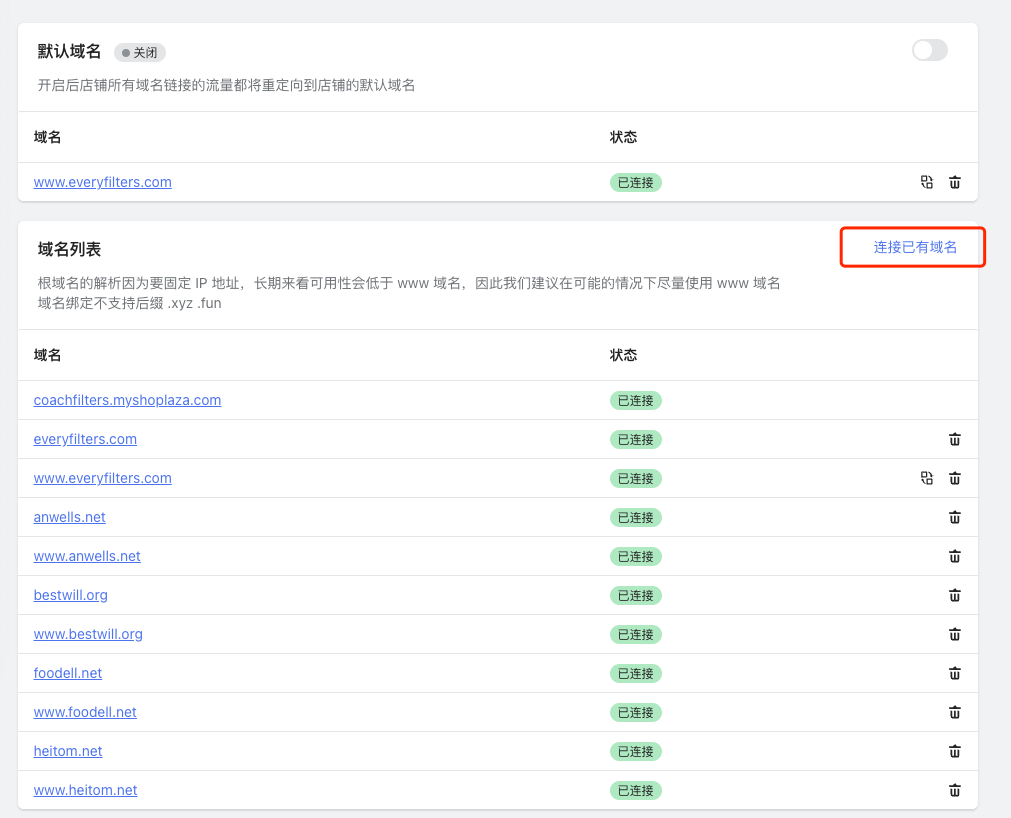 默认域名 关闭
开启后店铺所有域名链接的流量都将重定向到店铺的默认域名
域名 状态
www.everyfilters.com 已连接
域名列表 连接已有域名
根域名的解析因为要固定 IP 地址，长期来看可用性会低于 www 域名，因此我们建议在可能的情况下尽量使用 www 域名
域名绑定不支持后缀 .xyz .fun
域名 状态
coachfilters.myshoplaza.com 已连接
everyfilters.com 已连接
www.everyfilters.com 已连接
anwells.net 已连接
www.anwells.net 已连接
bestwill.org 已连接
www.bestwill.org 已连接
foodell.net 已连接
www.foodell.net 已连接
heitom.net 已连接
www.heitom.net 已连接